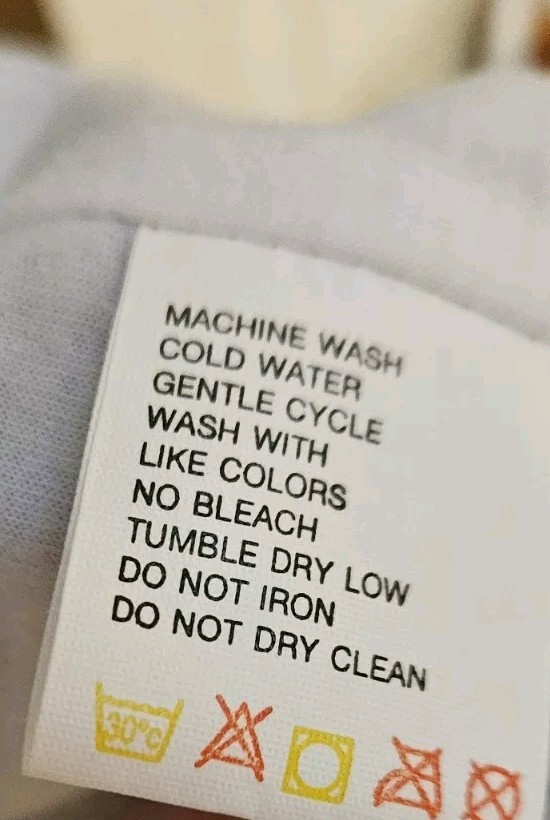 MACHINE WASH
COLD WATER
GENTLE CYCLE
WASH WITH
LIKE COLORS
NO BLEACH
TUMBLE DRY LOW
DO NOT IRON
DO NOT DRY CLEAN
30°c